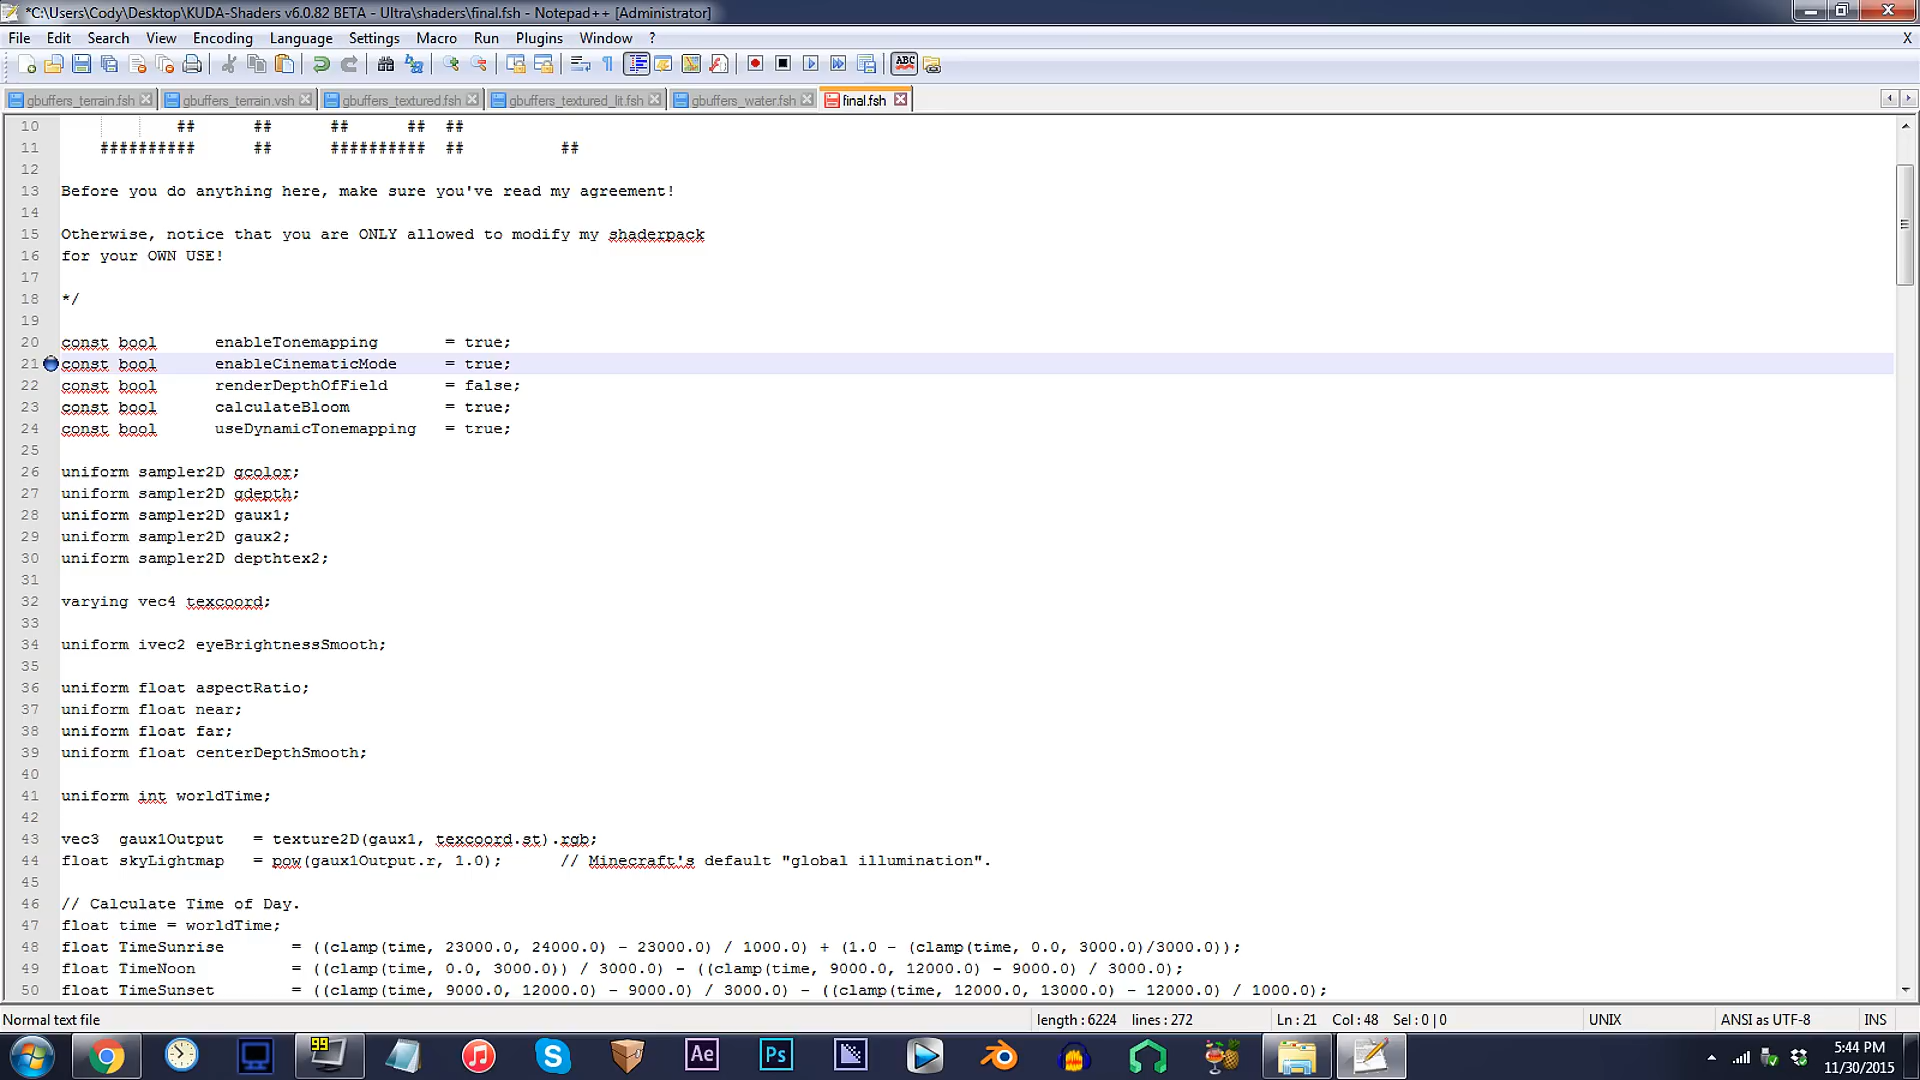 *C:\Users\Cody\Desktop\KUDA-Shaders v6.0.82 BETA - Ultra\shaders\final.fsh - Notepad++ [Administrator]
File Edit Search View Encoding Language Settings Macro Run Plugins Window ? X
gbuffers_terrain.fsh gbuffers_terrain.vsh gbuffers_textured.fsh gbuffers_textured_lit.fsh gbuffers_water.fsh final.fsh
10 ## ## ## ## ##
11 ########## ## ########## ## ##
12
13 Before you do anything here, make sure you've read my agreement!
14
15 Otherwise, notice that you are ONLY allowed to modify my shaderpack
16 for your OWN USE!
17
18 */
19
20 const bool enableTonemapping = true;
21 const bool enableCinematicMode = true;
22 const bool renderDepthOfField = false;
23 const bool calculateBloom = true;
24 const bool useDynamicTonemapping = true;
25
26 uniform sampler2D gcolor;
27 uniform sampler2D gdepth;
28 uniform sampler2D gaux1;
29 uniform sampler2D gaux2;
30 uniform sampler2D depthtex2;
31
32 varying vec4 texcoord;
33
34 uniform ivec2 eyeBrightnessSmooth;
35
36 uniform float aspectRatio;
37 uniform float near;
38 uniform float far;
39 uniform float centerDepthSmooth;
40
41 uniform int worldTime;
42
43 vec3 gaux1Output = texture2D(gaux1, texcoord.st).rgb;
44 float skyLightmap = pow(gaux1Output.r, 1.0); // Minecraft's default "global illumination".
45
46 // Calculate Time of Day.
47 float time = worldTime;
48 float TimeSunrise = ((clamp(time, 23000.0, 24000.0) - 23000.0) / 1000.0) + (1.0 - (clamp(time, 0.0, 3000.0)/3000.0));
49 float TimeNoon = ((clamp(time, 0.0, 3000.0)) / 3000.0) - ((clamp(time, 9000.0, 12000.0) - 9000.0) / 3000.0);
50 float TimeSunset = ((clamp(time, 9000.0, 12000.0) - 9000.0) / 3000.0) - ((clamp(time, 12000.0, 13000.0) - 12000.0) / 1000.0);
Normal text file length : 6224 lines : 272 Ln : 21 Col : 48 Sel : 0 | 0 UNIX ANSI as UTF-8 INS
99 Ae Ps
5:44 PM
11/30/2015